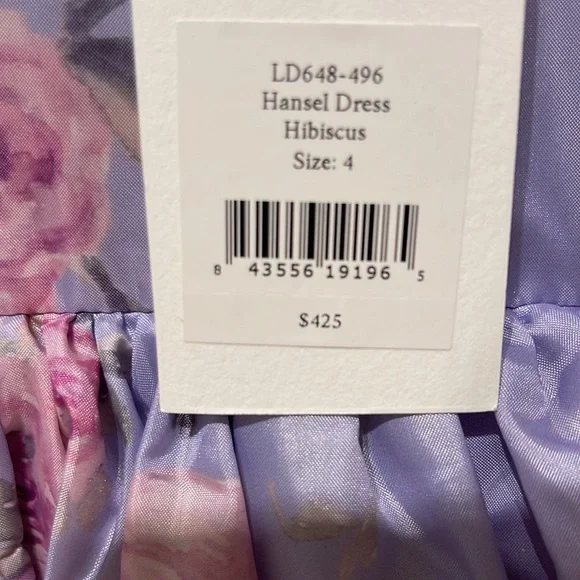 LD648-496
Hansel Dress
Hibiscus
Size: 4
8 43556 19196 5
$425